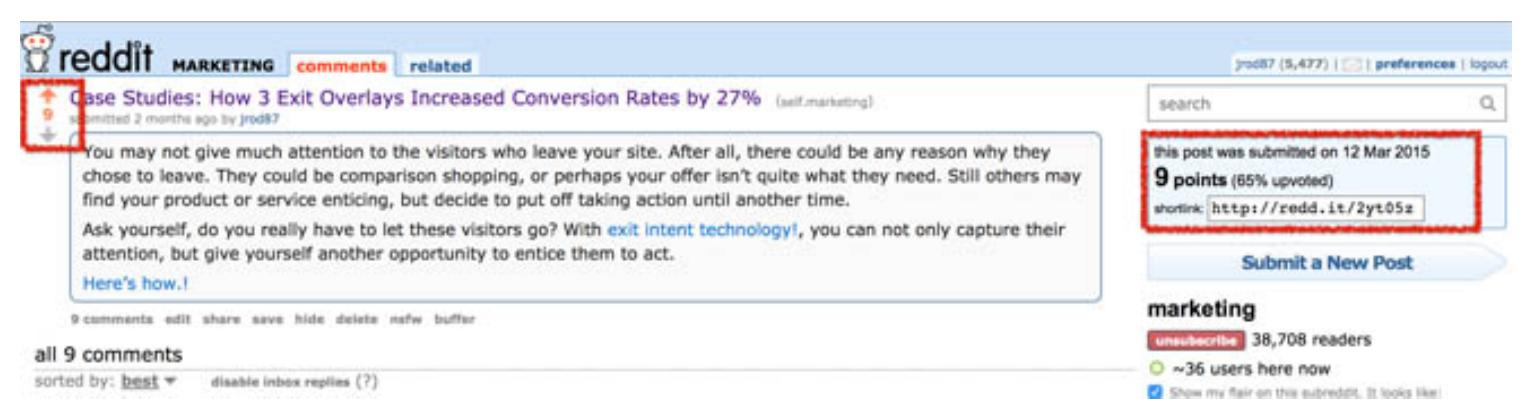 reddit MARKETING comments related
jrod87 (5,477) | | preferences | logout
9
Case Studies: How 3 Exit Overlays Increased Conversion Rates by 27% (self.marketing)
submitted 2 months ago by jrod87
You may not give much attention to the visitors who leave your site. After all, there could be any reason why they
chose to leave. They could be comparison shopping, or perhaps your offer isn't quite what they need. Still others may
find your product or service enticing, but decide to put off taking action until another time.
Ask yourself, do you really have to let these visitors go? With exit intent technology!, you can not only capture their
attention, but give yourself another opportunity to entice them to act.
Here's how.!
9 comments edit share save hide delete nsfw buffer
all 9 comments
sorted by: best disable inbox replies (?)
search
this post was submitted on 12 Mar 2015
9 points (65% upvoted)
shortlink: http://redd.it/2yt05z
Submit a New Post
marketing
unsubscribe 38,708 readers
~36 users here now
Show my flair on this subreddit. It looks like: